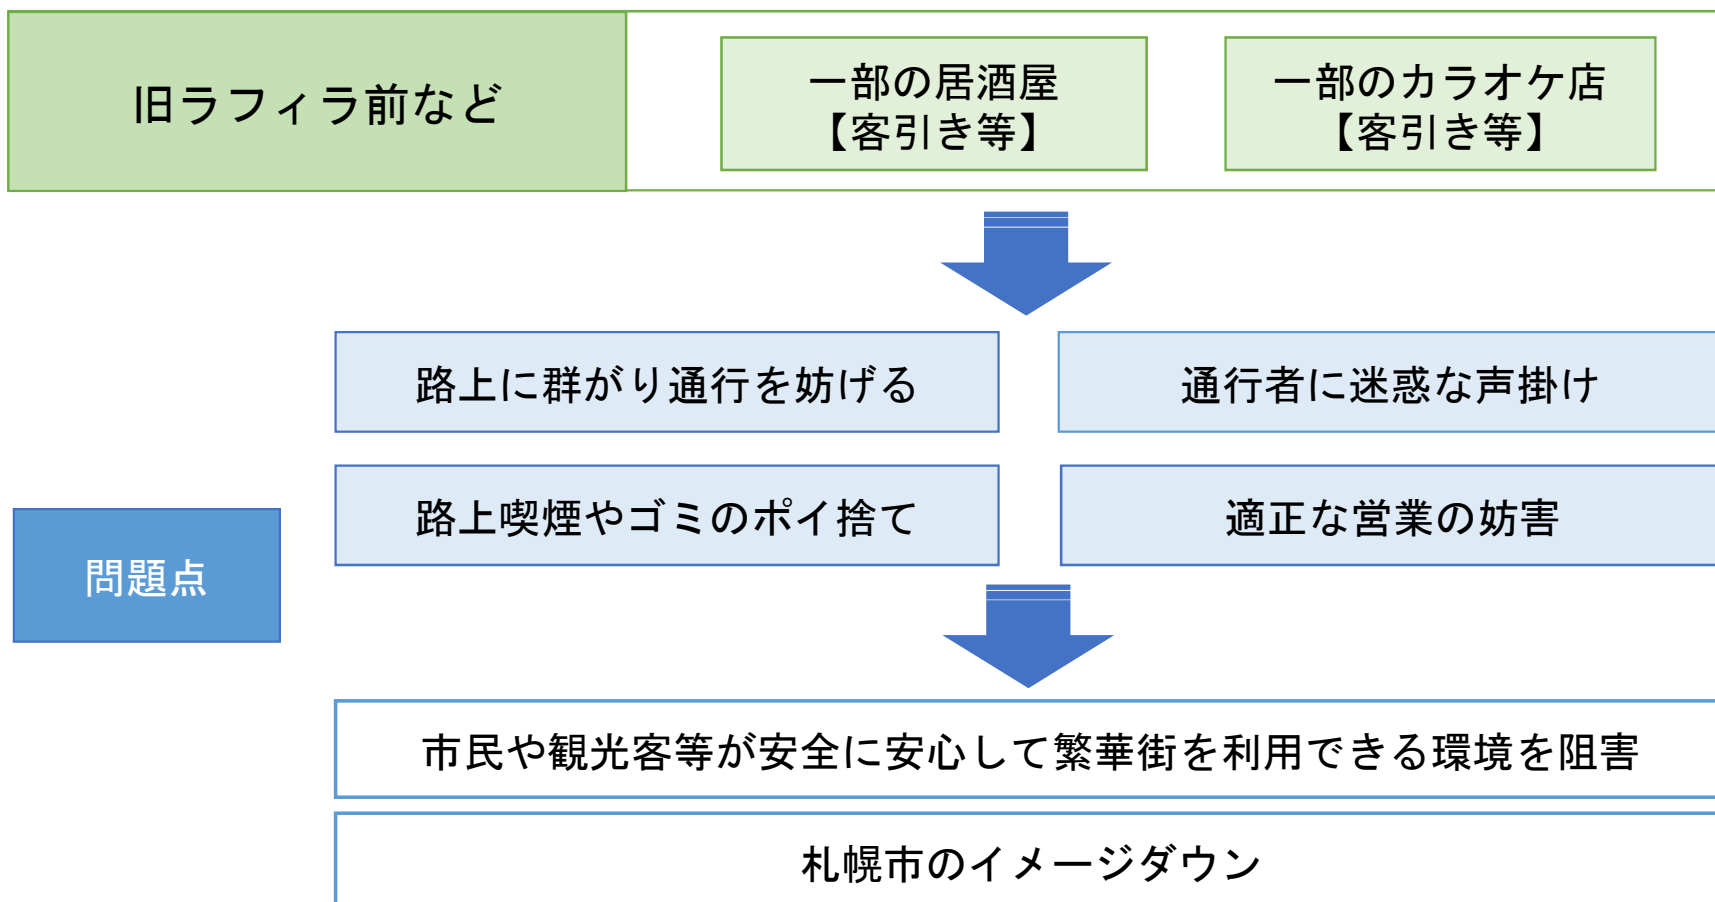 旧ラフィラ前など
一部の居酒屋
【客引き等】
一部のカラオケ店
【客引き等】
路上に群がり通行を妨げる
通行者に迷惑な声掛け
路上喫煙やゴミのポイ捨て
適正な営業の妨害
問題点
市民や観光客等が安全に安心して繁華街を利用できる環境を阻害
札幌市のイメージダウン